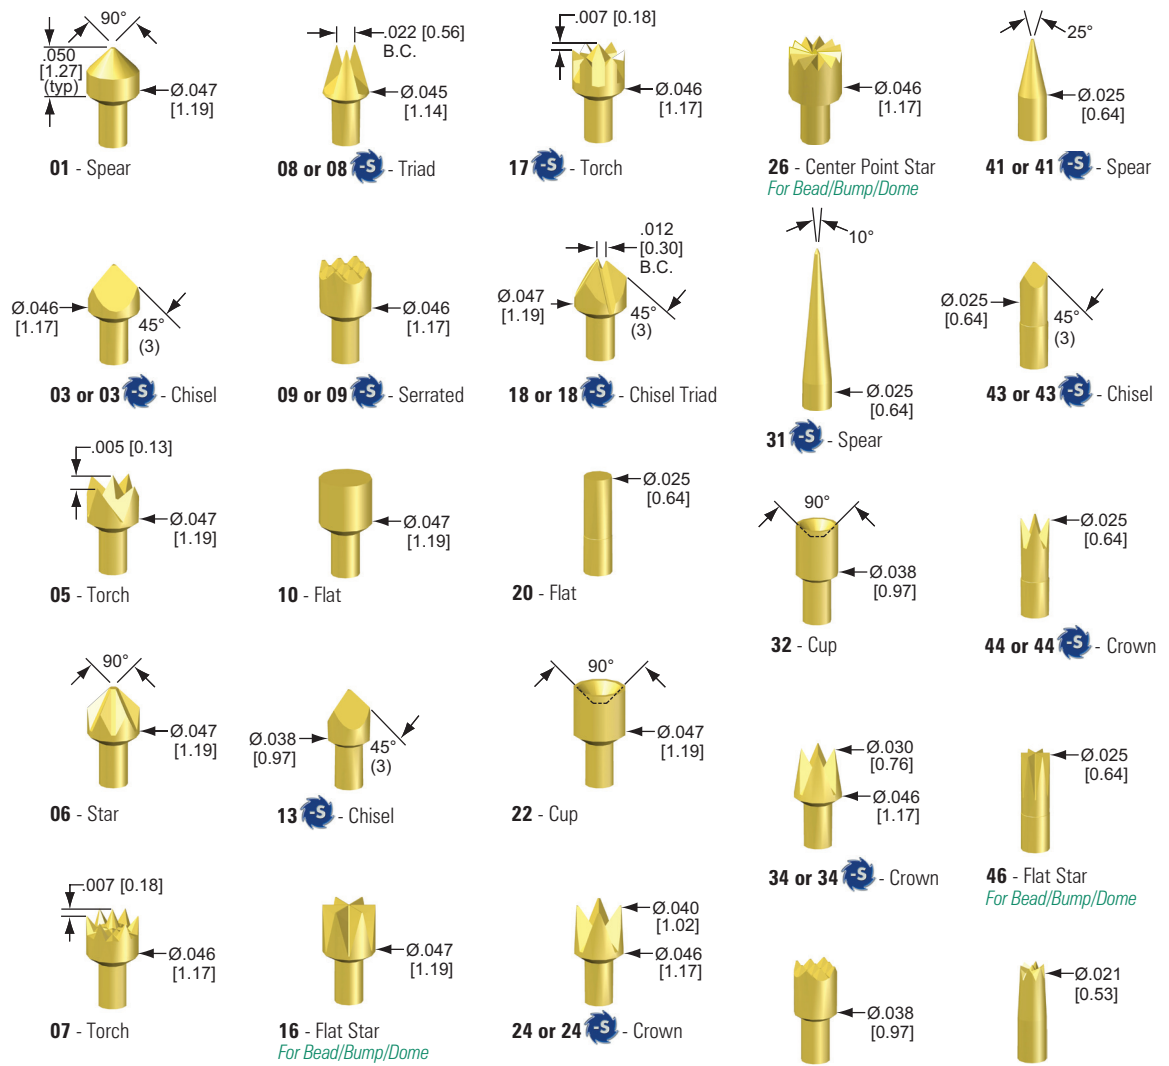 90°
.050
[1.27]
(typ)
Ø.047
[1.19]
01 - Spear
.022 [0.56]
B.C.
Ø.045
[1.14]
08 or 08 -S - Triad
.007 [0.18]
Ø.046
[1.17]
17 -S - Torch
Ø.046
[1.17]
26 - Center Point Star
For Bead/Bump/Dome
25°
Ø.025
[0.64]
41 or 41 -S - Spear
Ø.046
[1.17]
45°
(3)
03 or 03 -S - Chisel
Ø.046
[1.17]
09 or 09 -S - Serrated
.012
[0.30]
B.C.
Ø.047
[1.19]
45°
(3)
18 or 18 -S - Chisel Triad
10°
Ø.025
[0.64]
31 -S - Spear
Ø.025
[0.64]
45°
(3)
43 or 43 -S - Chisel
.005 [0.13]
Ø.047
[1.19]
05 - Torch
Ø.047
[1.19]
10 - Flat
Ø.025
[0.64]
20 - Flat
90°
Ø.038
[0.97]
32 - Cup
Ø.025
[0.64]
44 or 44 -S - Crown
90°
Ø.047
[1.19]
06 - Star
Ø.038
[0.97]
45°
(3)
13 -S - Chisel
90°
Ø.047
[1.19]
22 - Cup
Ø.030
[0.76]
Ø.046
[1.17]
34 or 34 -S - Crown
Ø.025
[0.64]
46 - Flat Star
For Bead/Bump/Dome
.007 [0.18]
Ø.046
[1.17]
07 - Torch
Ø.047
[1.19]
16 - Flat Star
For Bead/Bump/Dome
Ø.040
[1.02]
Ø.046
[1.17]
24 or 24 -S - Crown
Ø.038
[0.97]
Ø.021
[0.53]